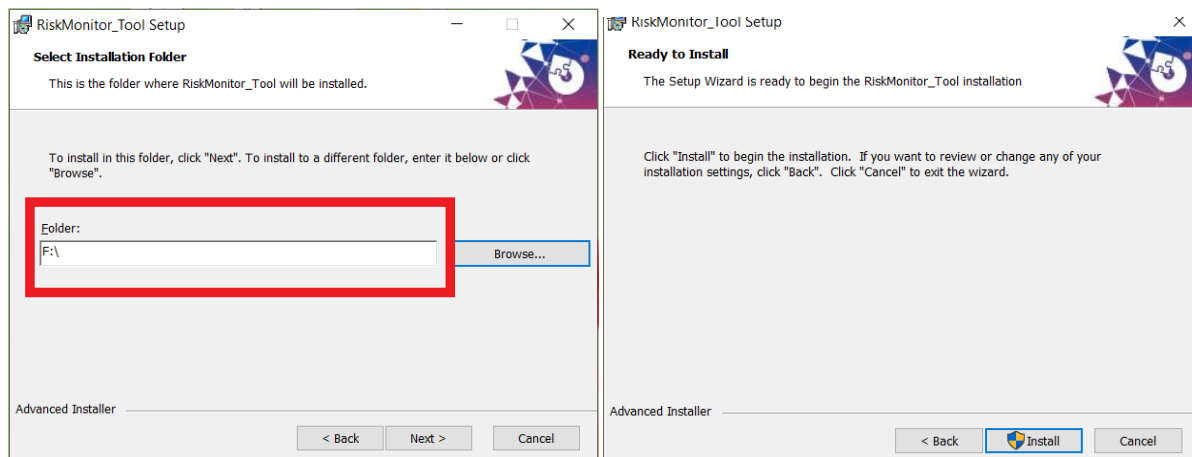 RiskMonitor_Tool Setup
Select Installation Folder
This is the folder where RiskMonitor_Tool will be installed.
To install in this folder, click "Next". To install to a different folder, enter it below or click
"Browse".
Folder:
F:\
Browse...
Advanced Installer
< Back
Next >
Cancel
RiskMonitor_Tool Setup
Ready to Install
The Setup Wizard is ready to begin the RiskMonitor_Tool installation
Click "Install" to begin the installation. If you want to review or change any of your
installation settings, click "Back". Click "Cancel" to exit the wizard.
Advanced Installer
< Back
Install
Cancel